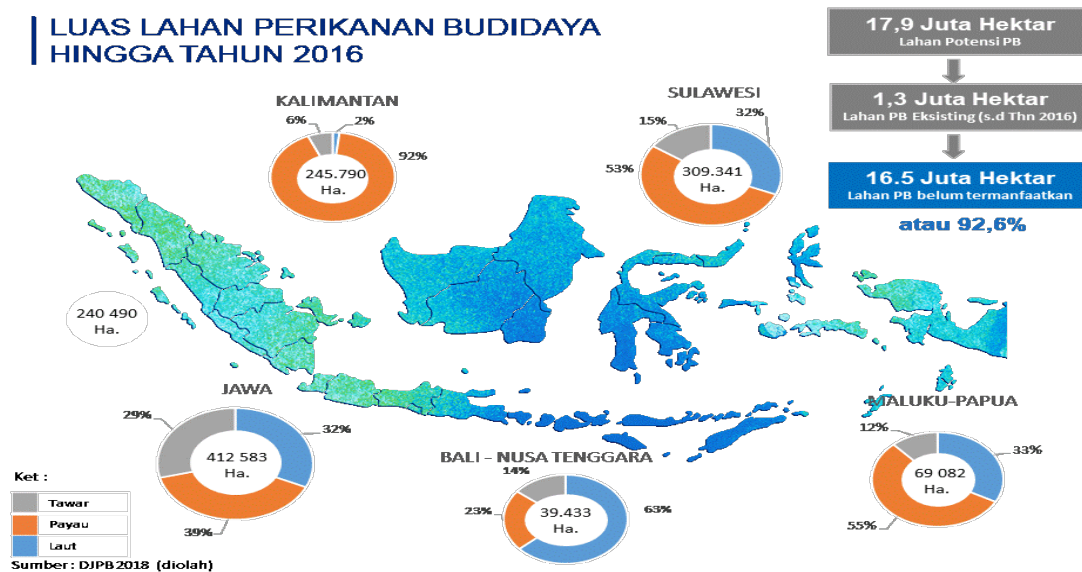 LUAS LAHAN PERIKANAN BUDIDAYA
HINGGA TAHUN 2016
17,9 Juta Hektar
Lahan Potensi PB
1,3 Juta Hektar
Lahan PB Eksisting (s.d Thn 2016)
16.5 Juta Hektar
Lahan PB belum termanfaatkan
atau 92,6%
KALIMANTAN
6%
2%
92%
245.790
Ha.
SULAWESI
15%
32%
53%
309.341
Ha.
240 490
Ha.
JAWA
29%
32%
412 583
Ha.
39%
BALI - NUSA TENGGARA
14%
23%
63%
39.433
Ha.
MALUKU-PAPUA
12%
33%
69 082
Ha.
55%
Ket :
Tawar
Payau
Laut
Sumber : DJPB2018 (diolah)